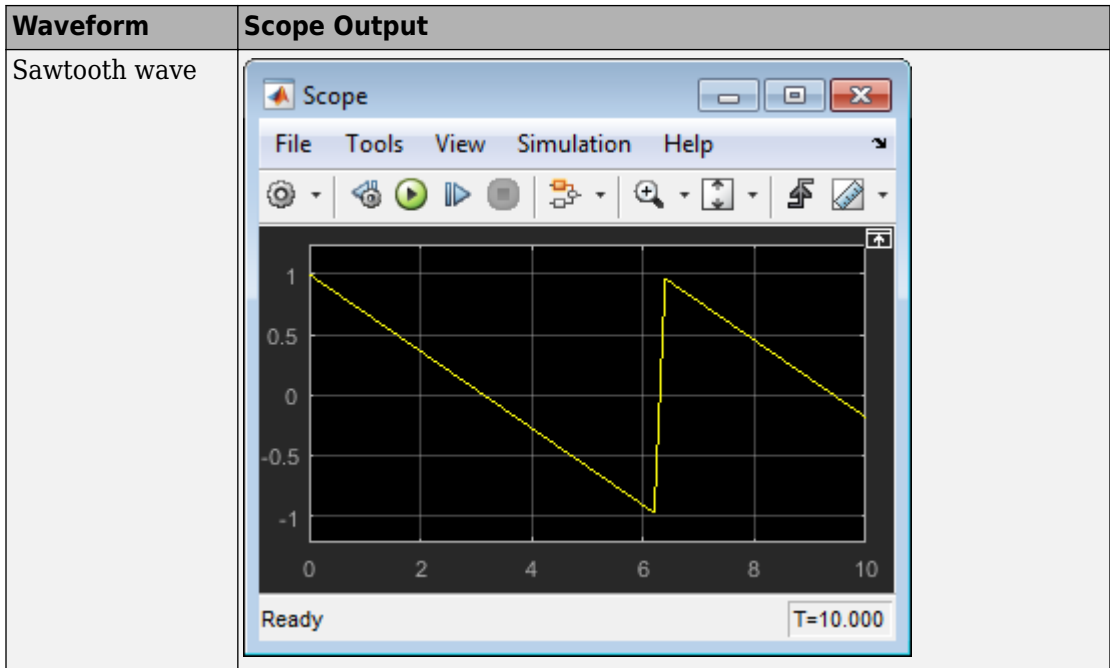 Waveform Scope Output
Sawtooth wave
Scope
File Tools View Simulation Help
1
0.5
0
-0.5
-1
0 2 4 6 8 10
Ready T=10.000